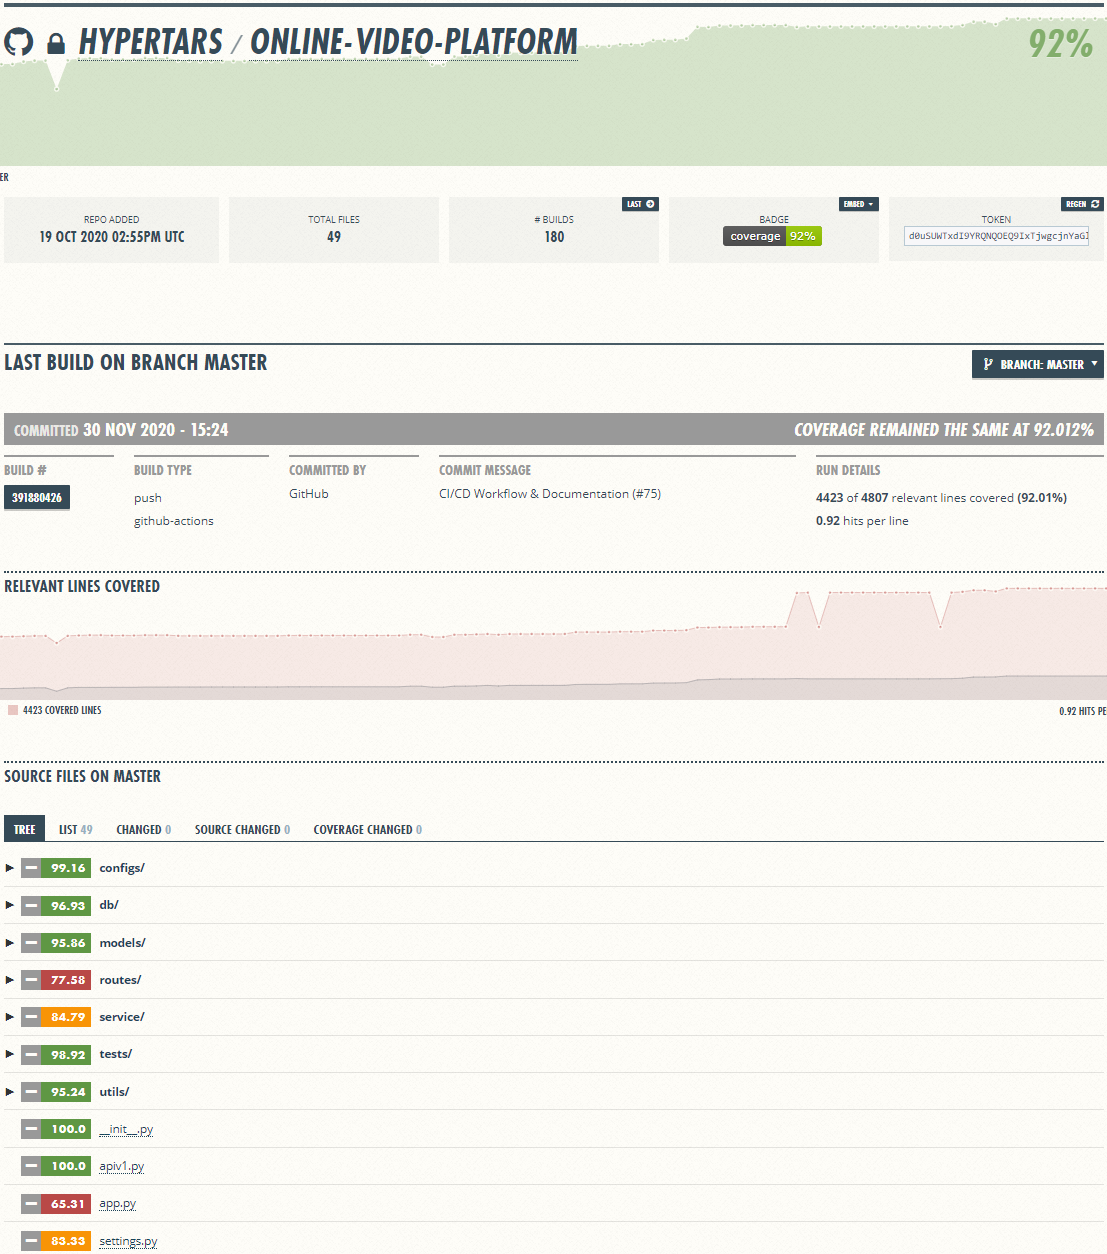 HYPERTARS / ONLINE-VIDEO-PLATFORM
92%
ER
REPO ADDED
19 OCT 2020 02:55PM UTC
TOTAL FILES
49
LAST
# BUILDS
180
EMBED
BADGE
coverage 92%
REGEN
TOKEN
d0uSUWTxdI9YRQNQOEQ9IxTjwgcjnYaGI
LAST BUILD ON BRANCH MASTER
BRANCH: MASTER
COMMITTED 30 NOV 2020 - 15:24
COVERAGE REMAINED THE SAME AT 92.012%
BUILD #
391880426
BUILD TYPE
push
github-actions
COMMITTED BY
GitHub
COMMIT MESSAGE
CI/CD Workflow & Documentation (#75)
RUN DETAILS
4423 of 4807 relevant lines covered (92.01%)
0.92 hits per line
RELEVANT LINES COVERED
4423 COVERED LINES
0.92 HITS PE
SOURCE FILES ON MASTER
TREE LIST 49 CHANGED 0 SOURCE CHANGED 0 COVERAGE CHANGED 0
99.16 configs/
96.93 db/
95.86 models/
77.58 routes/
84.79 service/
98.92 tests/
95.24 utils/
100.0 __init__.py
100.0 apiv1.py
65.31 app.py
83.33 settings.py